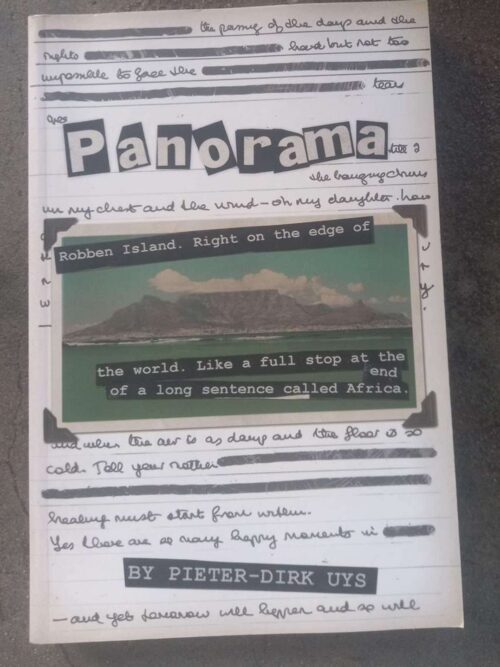 the passing of the days and the
nights
hard but not too
impossible to face the
tears
Panorama
the banging
on my chest and the wind - oh my daughter. how
Robben Island. Right on the edge of
the world. Like a full stop at the
end
of a long sentence called Africa.
and when the air is as damp and the floor is so
cold. Tell your mother
healing must start from within.
Yes there are so many happy moments in
BY PIETER-DIRK UYS
- and yet tomorrow will happen and so will